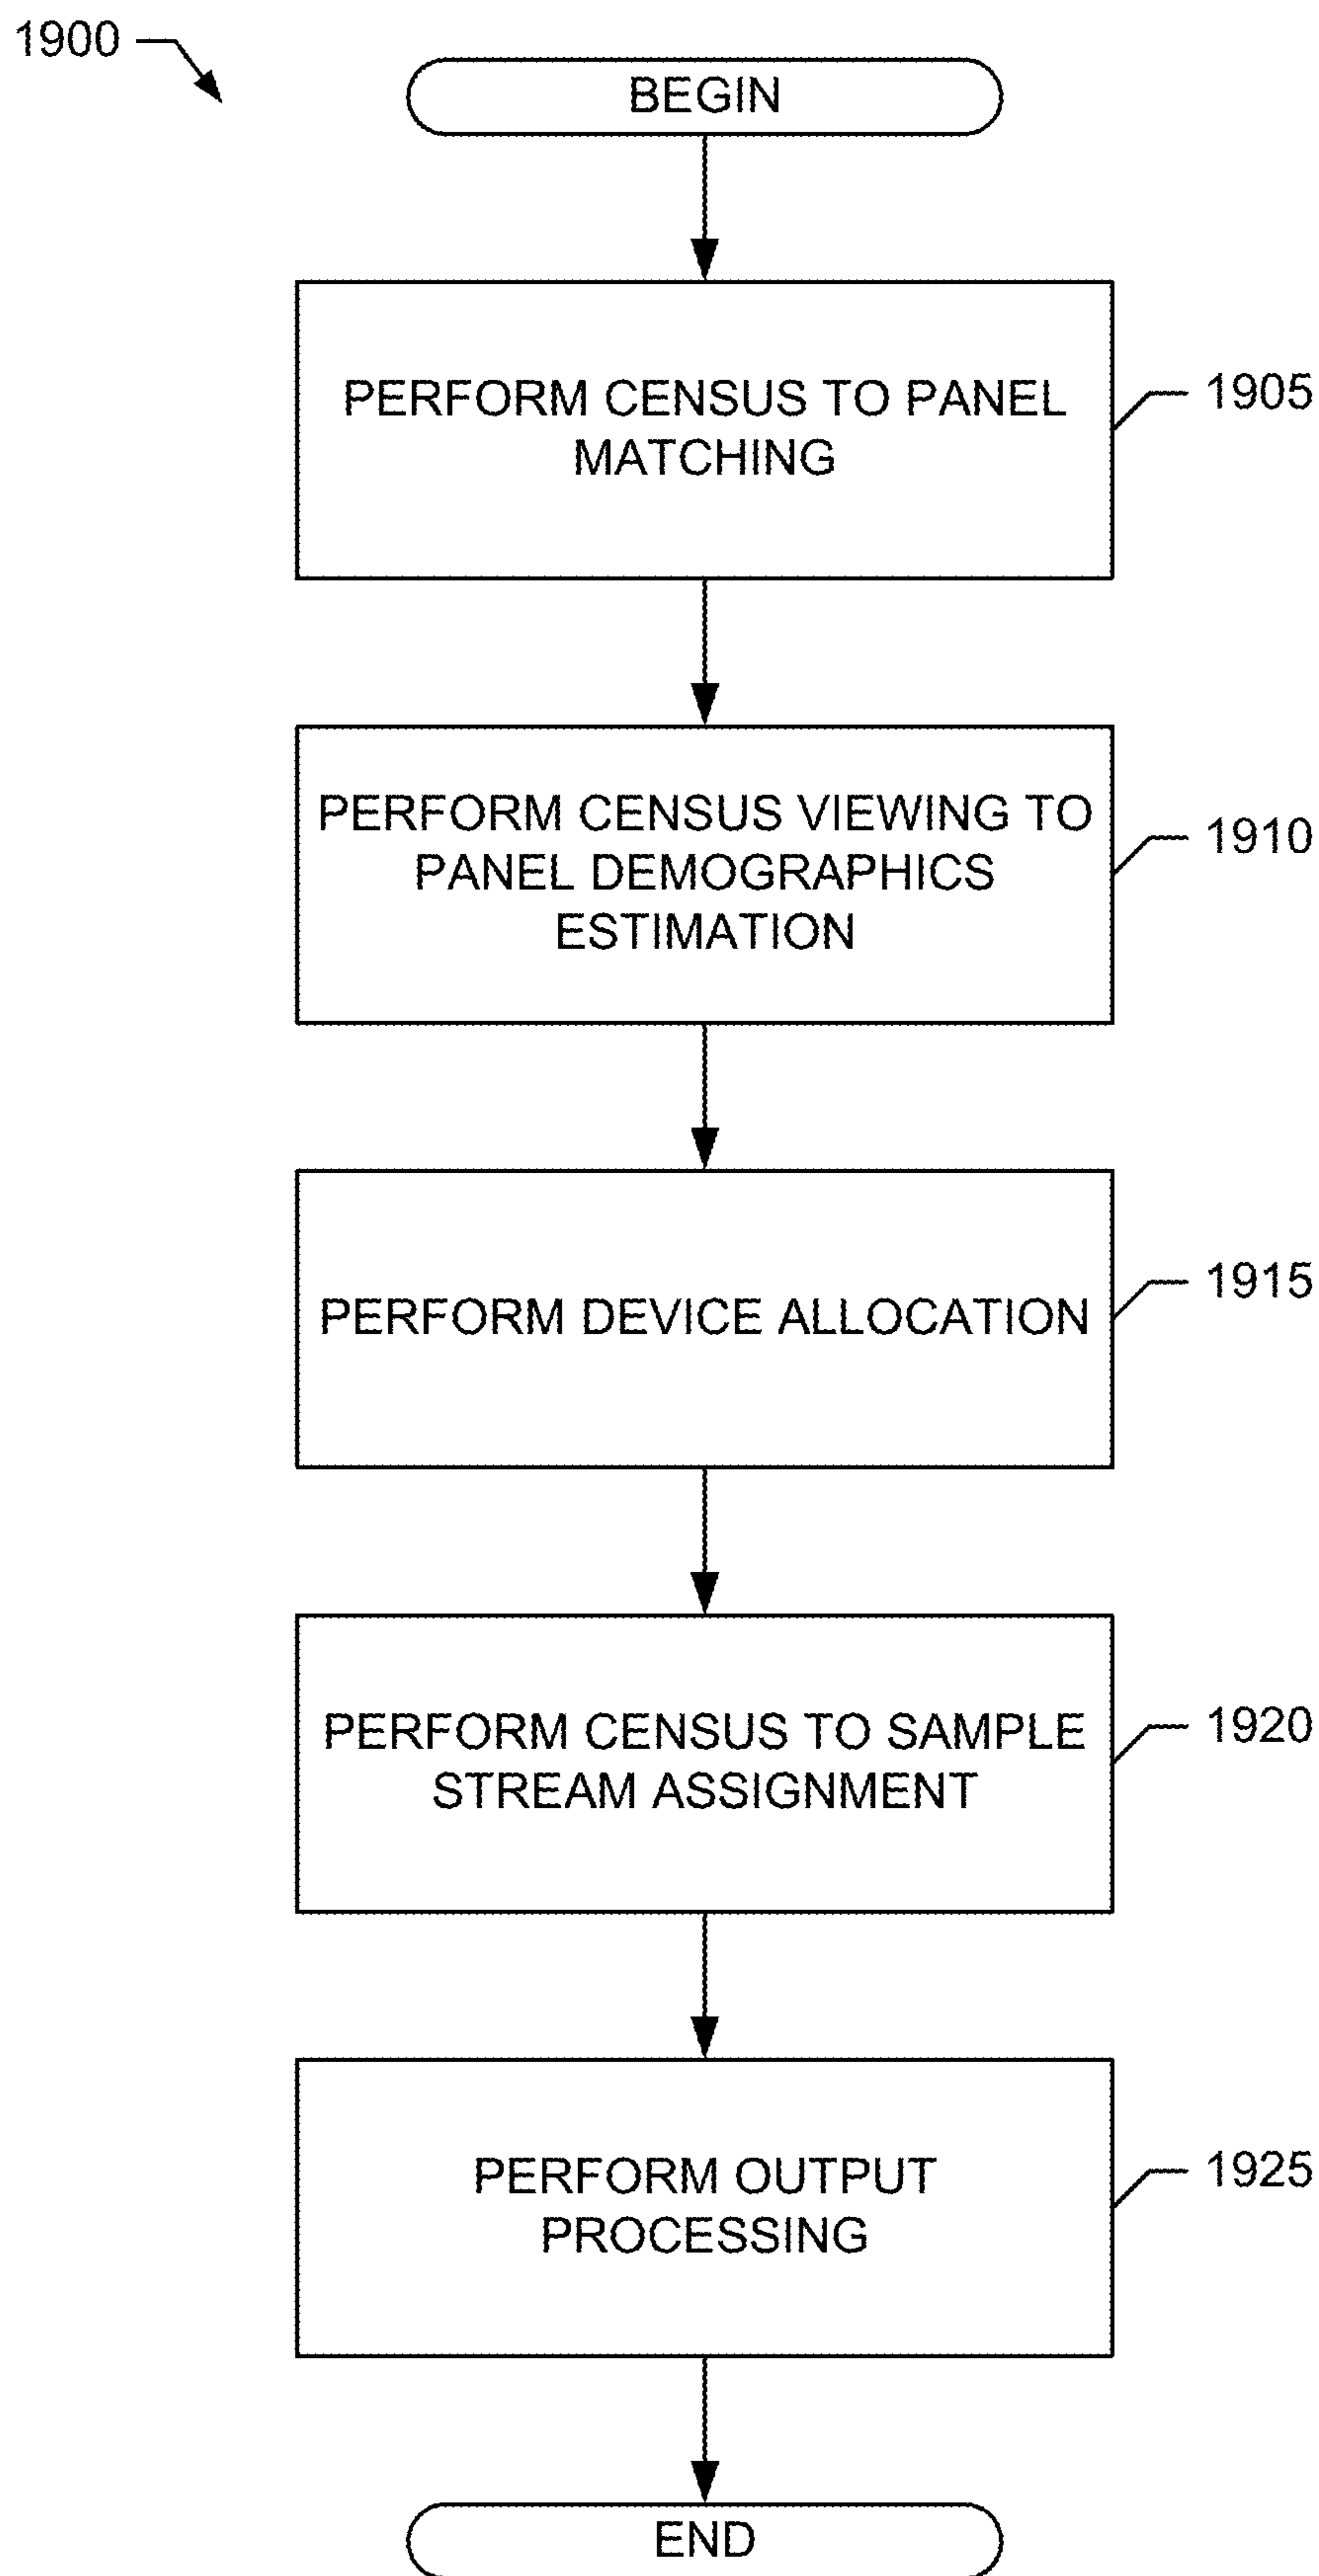 1900
BEGIN
PERFORM CENSUS TO PANEL
MATCHING
1905
PERFORM CENSUS VIEWING TO
PANEL DEMOGRAPHICS
ESTIMATION
1910
PERFORM DEVICE ALLOCATION
1915
PERFORM CENSUS TO SAMPLE
STREAM ASSIGNMENT
1920
PERFORM OUTPUT
PROCESSING
1925
END